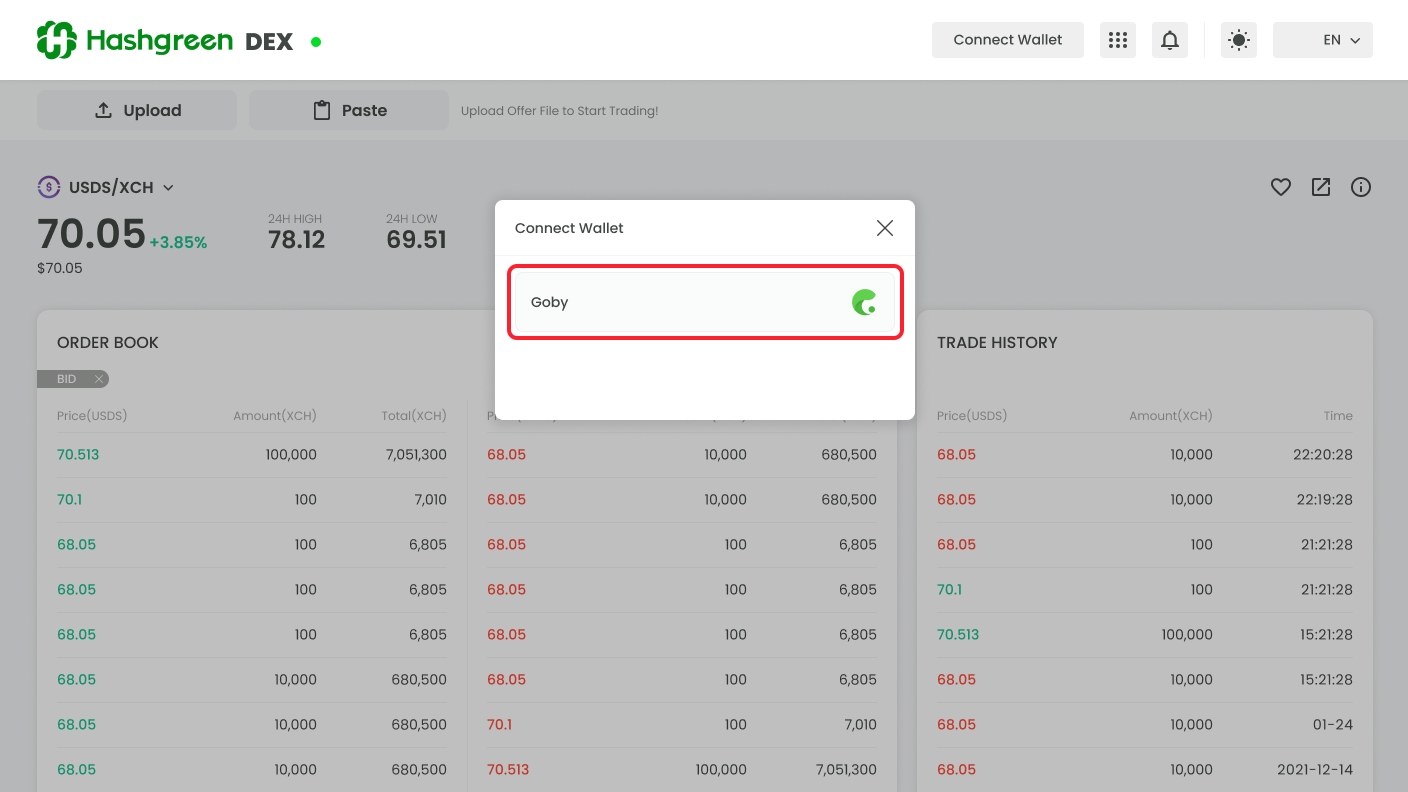 Hashgreen DEX
Connect Wallet
EN
Upload
Paste
Upload Offer File to Start Trading!
USDS/XCH
70.05 +3.85%
$70.05
24H HIGH
78.12
24H LOW
69.51
Connect Wallet
Goby
ORDER BOOK
BID
Price(USDS) Amount(XCH) Total(XCH)
70.513 100,000 7,051,300
70.1 100 7,010
68.05 100 6,805
68.05 100 6,805
68.05 100 6,805
68.05 10,000 680,500
68.05 10,000 680,500
68.05 10,000 680,500
68.05 10,000 680,500
68.05 10,000 680,500
68.05 100 6,805
68.05 100 6,805
68.05 100 6,805
68.05 100 6,805
70.1 100 7,010
70.513 100,000 7,051,300
TRADE HISTORY
Price(USDS) Amount(XCH) Time
68.05 10,000 22:20:28
68.05 10,000 22:19:28
68.05 100 21:21:28
70.1 100 21:21:28
70.513 100,000 15:21:28
68.05 10,000 15:21:28
68.05 10,000 01-24
68.05 10,000 2021-12-14